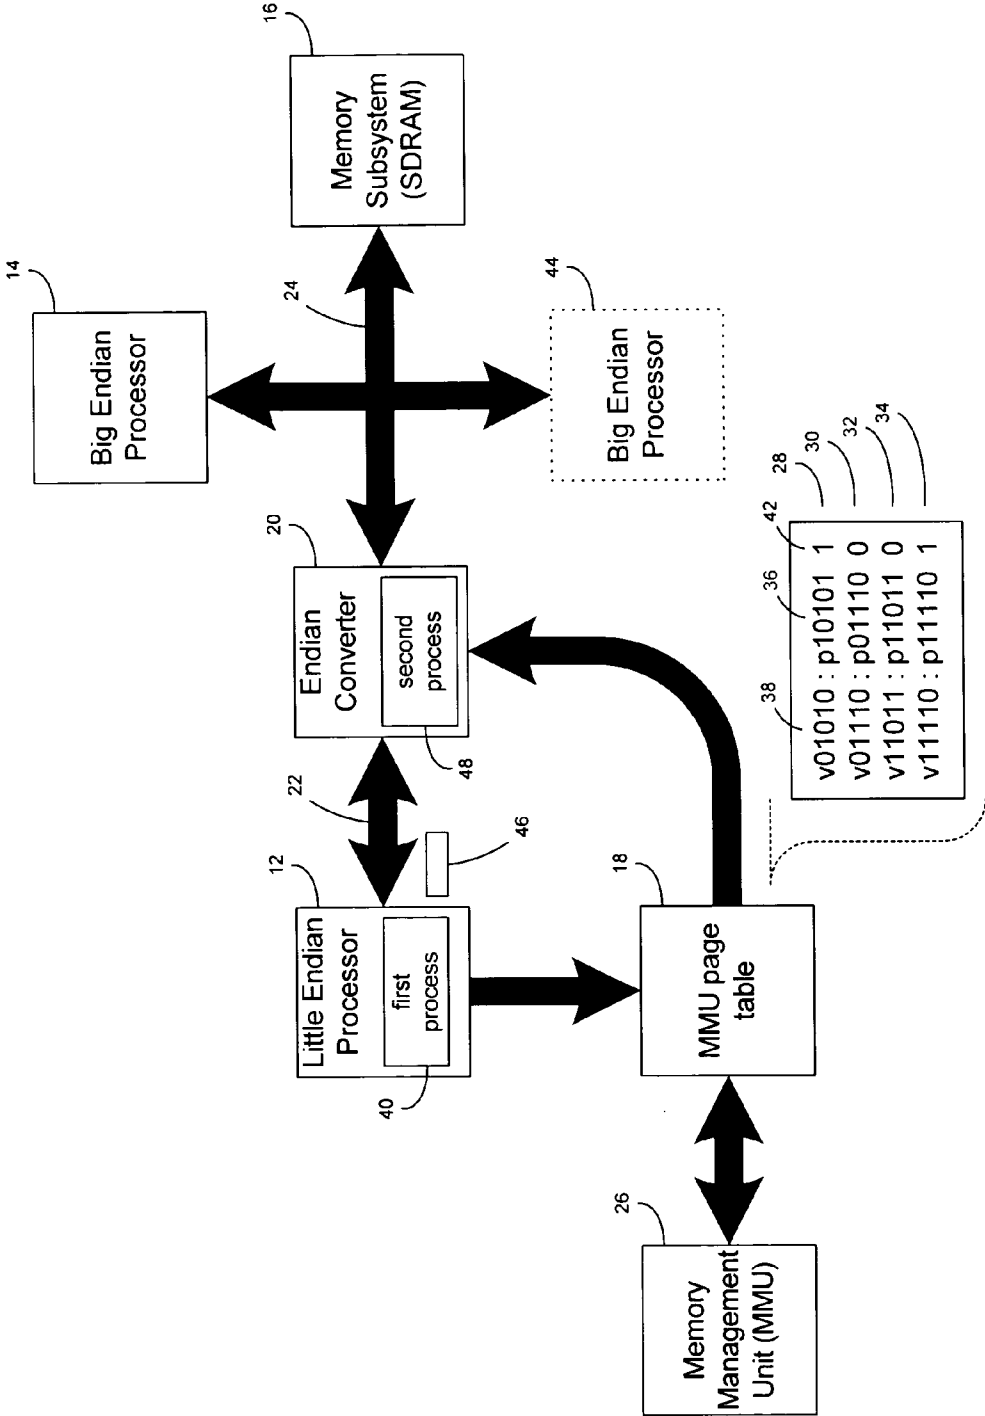 26
Memory
Management
Unit (MMU)
40
12
Little Endian
Processor
first
process
18
MMU page
table
46
22
20
Endian
Converter
second
process
48
14
Big Endian
Processor
24
16
Memory
Subsystem
(SDRAM)
44
Big Endian
Processor
38
36
42
v01010 : p10101 1
28
v01110 : p01110 0
30
v11011 : p11011 0
32
v11110 : p11110 1
34